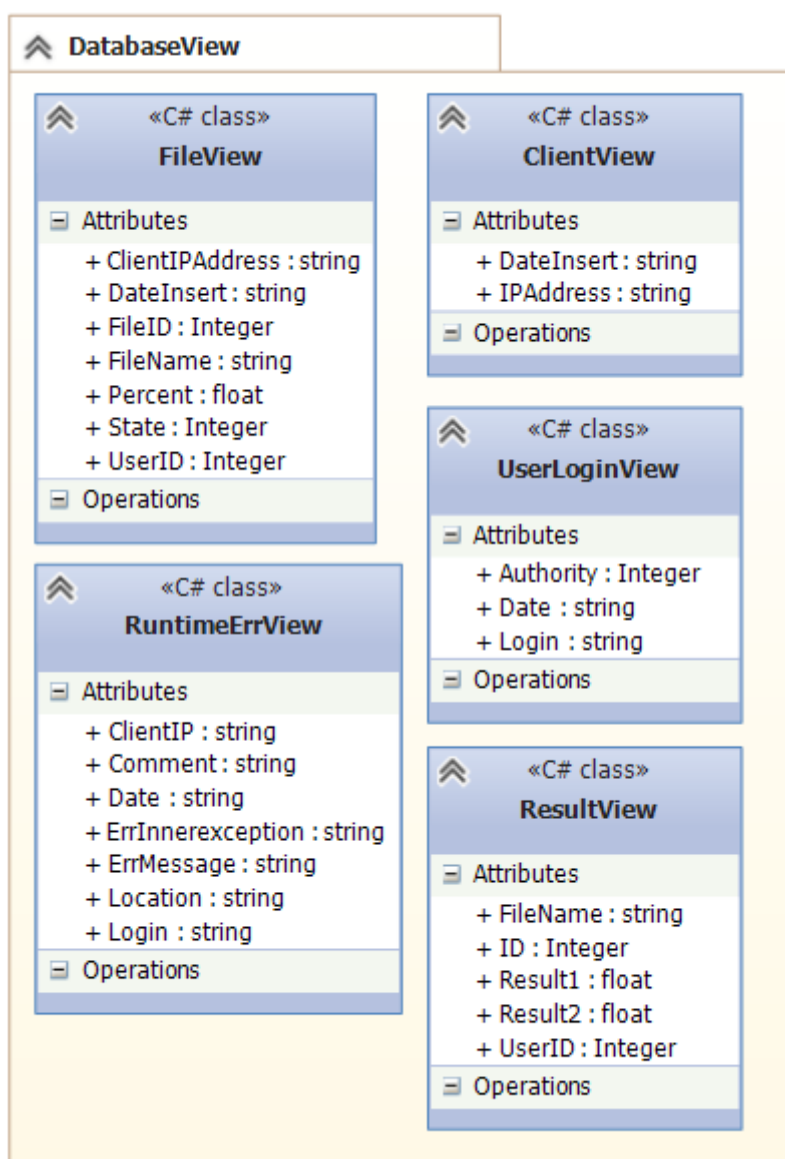 DatabaseView
«C# class»
FileView
Attributes
+ ClientIPAddress : string
+ DateInsert : string
+ FileID : Integer
+ FileName : string
+ Percent : float
+ State : Integer
+ UserID : Integer
Operations
«C# class»
RuntimeErrView
Attributes
+ ClientIP : string
+ Comment : string
+ Date : string
+ ErrInnerexception : string
+ ErrMessage : string
+ Location : string
+ Login : string
Operations
«C# class»
ClientView
Attributes
+ DateInsert : string
+ IPAddress : string
Operations
«C# class»
UserLoginView
Attributes
+ Authority : Integer
+ Date : string
+ Login : string
Operations
«C# class»
ResultView
Attributes
+ FileName : string
+ ID : Integer
+ Result1 : float
+ Result2 : float
+ UserID : Integer
Operations